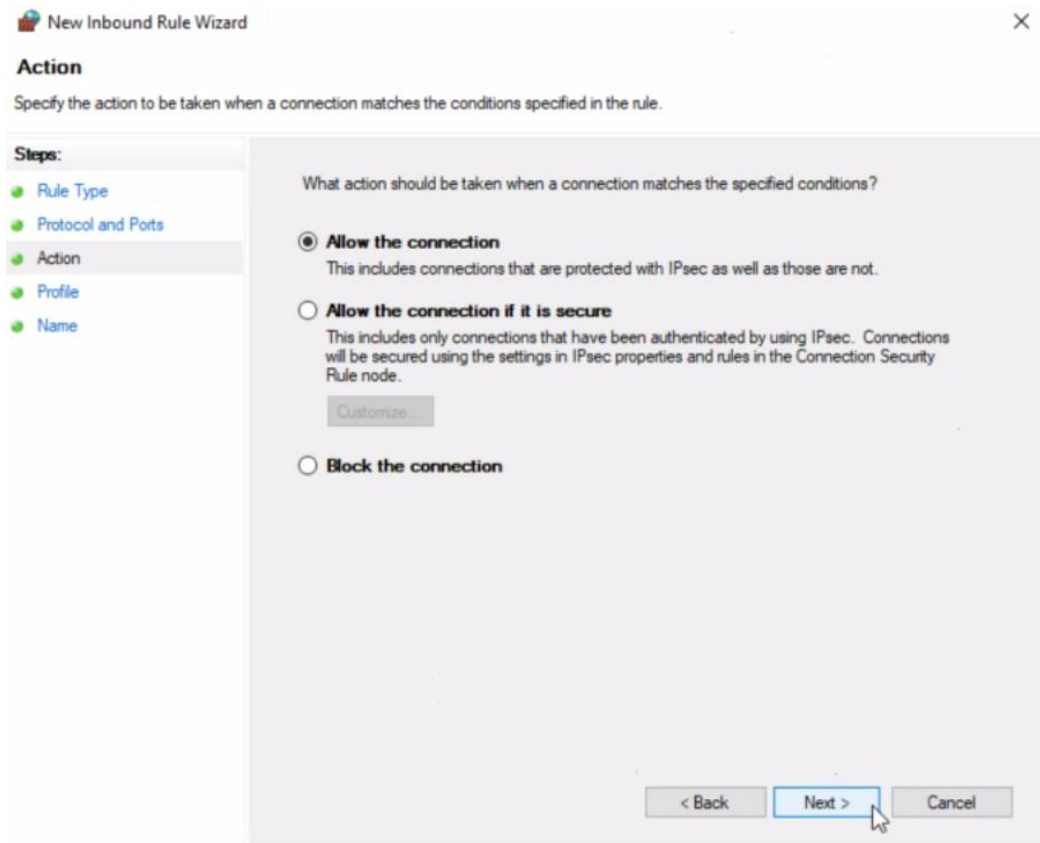 New Inbound Rule Wizard
Action
Specify the action to be taken when a connection matches the conditions specified in the rule.
Steps:
Rule Type
Protocol and Ports
Action
Profile
Name
What action should be taken when a connection matches the specified conditions?
Allow the connection
This includes connections that are protected with IPsec as well as those are not.
Allow the connection if it is secure
This includes only connections that have been authenticated by using IPsec. Connections
will be secured using the settings in IPsec properties and rules in the Connection Security
Rule node.
Customize...
Block the connection
< Back
Next >
Cancel